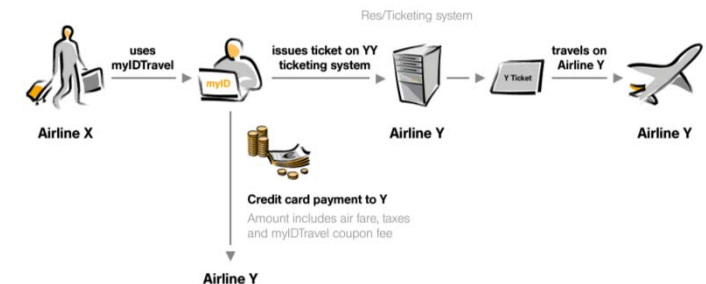 Res/Ticketing system
uses
myIDTravel
issues ticket on YY
ticketing system
travels on
Airline Y
myID
Y Ticket
Airline X
Airline Y
Airline Y
Credit card payment to Y
Amount includes air fare, taxes
and myIDTravel coupon fee
Airline Y